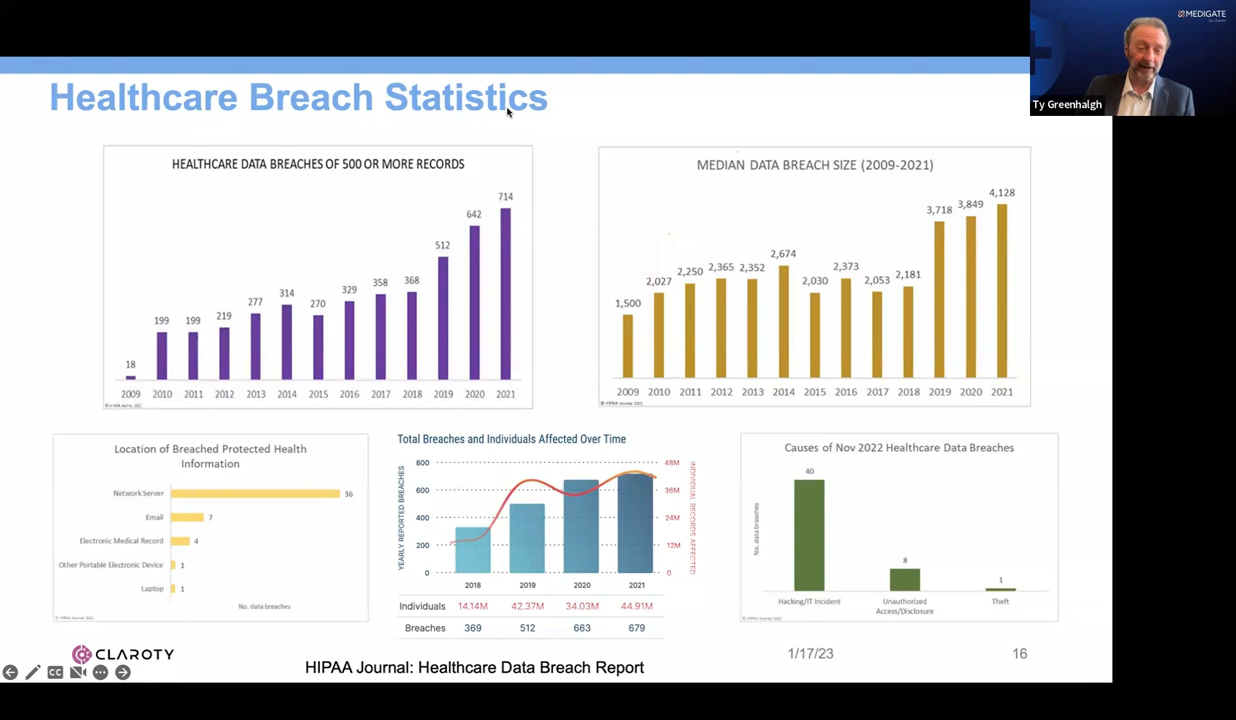 MEDIGATE
Ty Greenhalgh
Healthcare Breach Statistics
HEALTHCARE DATA BREACHES OF 500 OR MORE RECORDS
18
199
199
219
277
314
270
329
358
368
512
642
714
2009 2010 2011 2012 2013 2014 2015 2016 2017 2018 2019 2020 2021
MEDIAN DATA BREACH SIZE (2009-2021)
1,500
2,027
2,250
2,365
2,352
2,674
2,030
2,373
2,053
2,181
3,718
3,849
4,128
2009 2010 2011 2012 2013 2014 2015 2016 2017 2018 2019 2020 2021
Location of Breached Protected Health
Information
Network Server 36
Email 7
Electronic Medical Record 4
Other Portable Electronic Device 1
Laptop 1
No. data breaches
Total Breaches and Individuals Affected Over Time
YEARLY REPORTED BREACHES
800 48M
600 36M
400 24M
200 12M
0 0
INDIVIDUAL RECORDS AFFECTED
2018 2019 2020 2021
Individuals 14.14M 42.37M 34.03M 44.91M
Breaches 369 512 663 679
Causes of Nov 2022 Healthcare Data Breaches
No. data breaches
40
8
1
Hacking/IT Incident Unauthorized Theft
Access/Disclosure
CLAROTY
CC
HIPAA Journal: Healthcare Data Breach Report
1/17/23
16